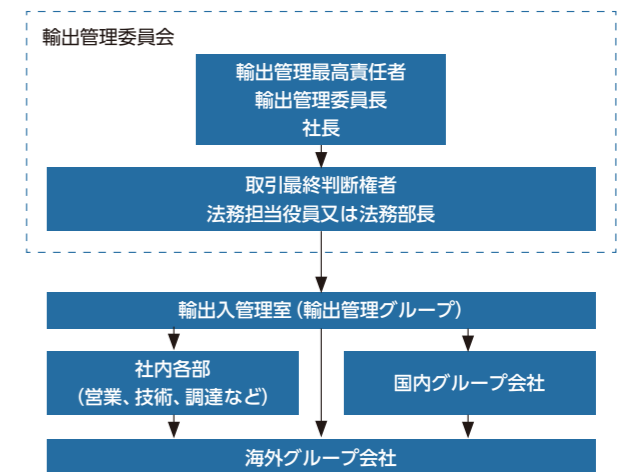 輸出管理委員会
輸出管理最高責任者
輸出管理委員長
社長
取引最終判断権者
法務担当役員又は法務部長
輸出入管理室（輸出管理グループ）
社内各部
（営業、技術、調達など）
国内グループ会社
海外グループ会社